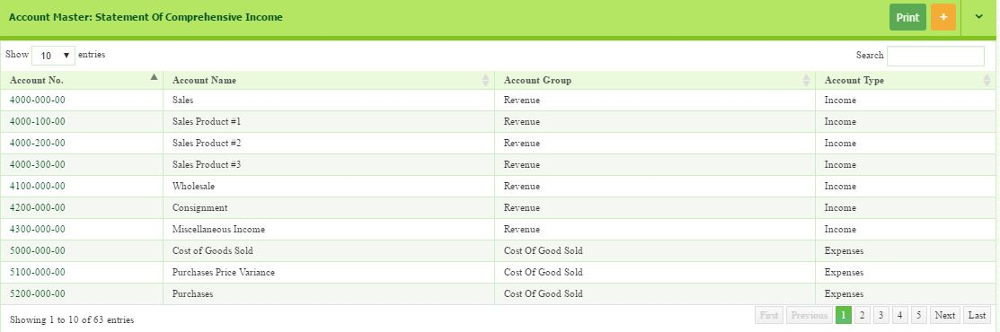 Account Master: Statement Of Comprehensive Income Print +
Show 10 entries Search
Account No. Account Name Account Group Account Type
4000-000-00 Sales Revenue Income
4000-100-00 Sales Product #1 Revenue Income
4000-200-00 Sales Product #2 Revenue Income
4000-300-00 Sales Product #3 Revenue Income
4100-000-00 Wholesale Revenue Income
4200-000-00 Consignment Revenue Income
4300-000-00 Miscellaneous Income Revenue Income
5000-000-00 Cost of Goods Sold Cost Of Good Sold Expenses
5100-000-00 Purchases Price Variance Cost Of Good Sold Expenses
5200-000-00 Purchases Cost Of Good Sold Expenses
Showing 1 to 10 of 63 entries First Previous 1 2 3 4 5 Next Last